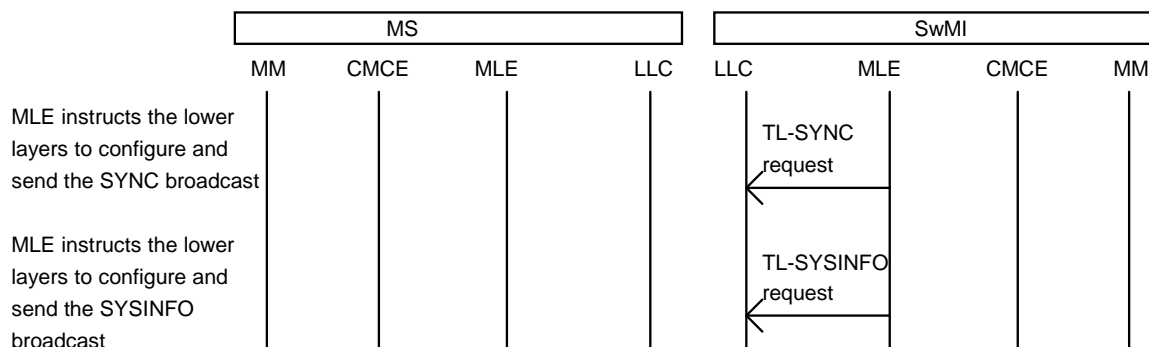 MS
SwMI
MM CMCE MLE LLC LLC MLE CMCE MM
MLE instructs the lower
layers to configure and
send the SYNC broadcast
TL-SYNC
request
MLE instructs the lower
layers to configure and
send the SYSINFO
broadcast
TL-SYSINFO
request